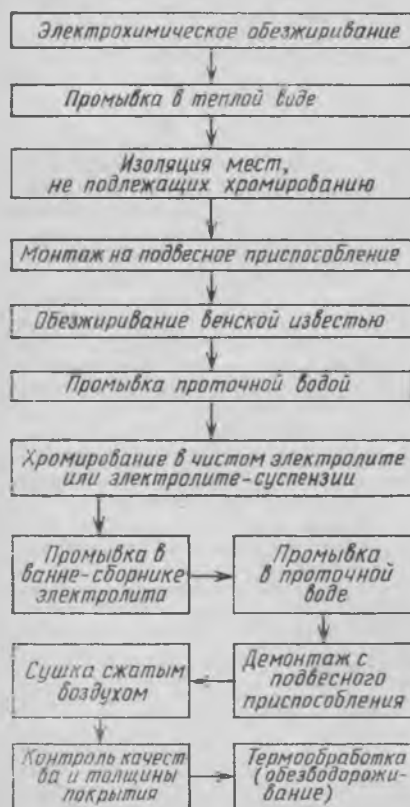 Электрохимическое обезжиривание
Промывка в теплой воде
Изоляция мест,
не подлежащих хромированию
Монтаж на подвесное приспособление
Обезжиривание венской известью
Промывка проточной водой
Хромирование в чистом электролите
или электролите-суспензии
Промывка в
ванне-сборнике
электролита
Промывка
в проточной
воде
Сушка сжатым
воздухом
Демонтаж с
подвесного
приспособления
Контроль качест
ва и толщины
покрытия
Термообработка
(обезводорожи-
вание)